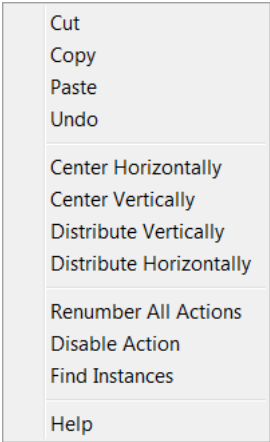 Cut
Copy
Paste
Undo
Center Horizontally
Center Vertically
Distribute Vertically
Distribute Horizontally
Renumber All Actions
Disable Action
Find Instances
Help